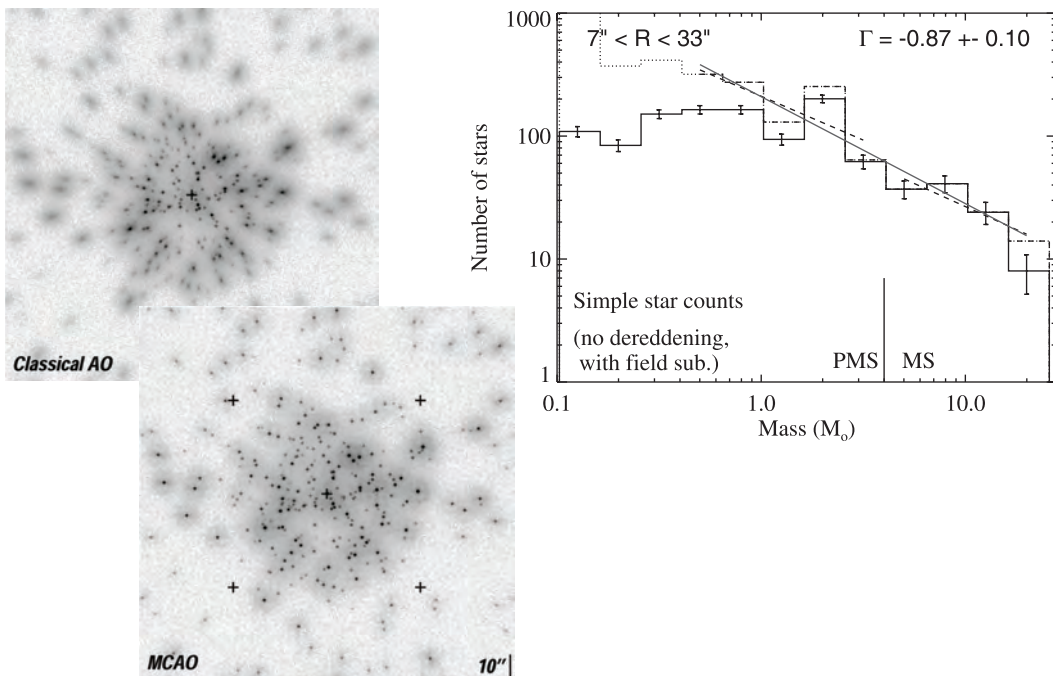 Classical AO
MCAO
10"
7" < R < 33"
Γ = -0.87 +- 0.10
1000
100
10
1
Number of stars
Simple star counts
(no dereddening,
with field sub.)
PMS
MS
0.1
1.0
10.0
Mass (Mo)